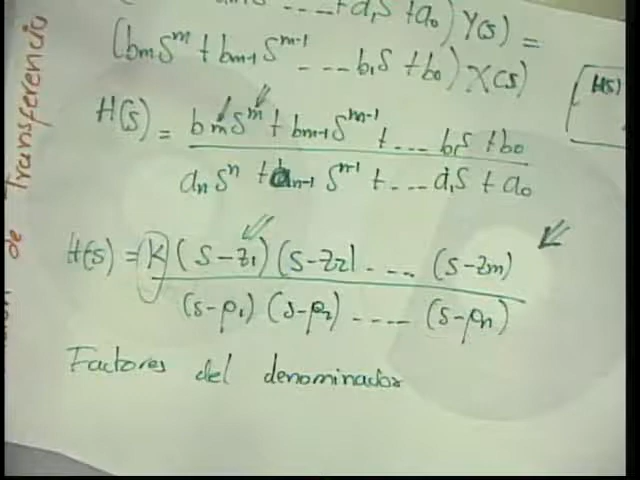 ..... + a₁S + a₀) Y(s) =
(bₘSᵐ + bₘ₋₁Sᵐ⁻¹ ..... b₁S + b₀) X(s)
H(s)
H(s) = bₘSᵐ + bₘ₋₁Sᵐ⁻¹ + .... b₁S + b₀
aₙSⁿ + aₙ₋₁Sⁿ⁻¹ + .... a₁S + a₀
H(s) = K (S-z₁) (S-z₂) .... (S-zₘ)
(S-p₁) (S-p₂) ..... (S-pₙ)
Factores del denominador
de Transferencia